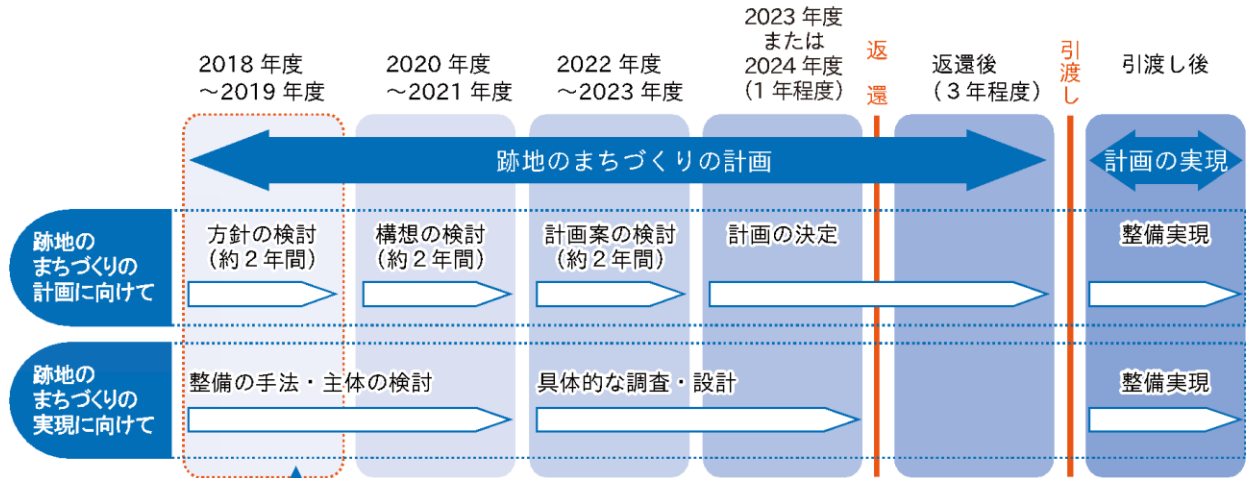 2018 年度
～2019 年度
2020 年度
～2021 年度
2022 年度
～2023 年度
2023 年度
または
2024 年度
(1 年程度)
返還
返還後
(３年程度)
引渡し
引渡し後
跡地のまちづくりの計画
計画の実現
跡地の
まちづくりの
計画に向けて
方針の検討
(約２年間)
構想の検討
(約２年間)
計画案の検討
(約２年間)
計画の決定
整備実現
跡地の
まちづくりの
実現に向けて
整備の手法・主体の検討
具体的な調査・設計
整備実現